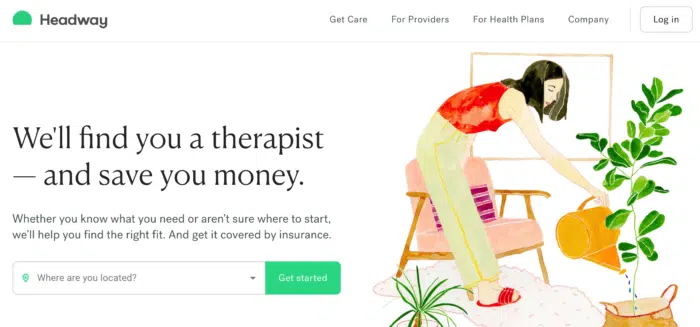 Headway
Get Care
For Providers
For Health Plans
Company
Log in
We'll find you a therapist
— and save you money.
Whether you know what you need or aren't sure where to start,
we'll help you find the right fit. And get it covered by insurance.
Where are you located?
Get started